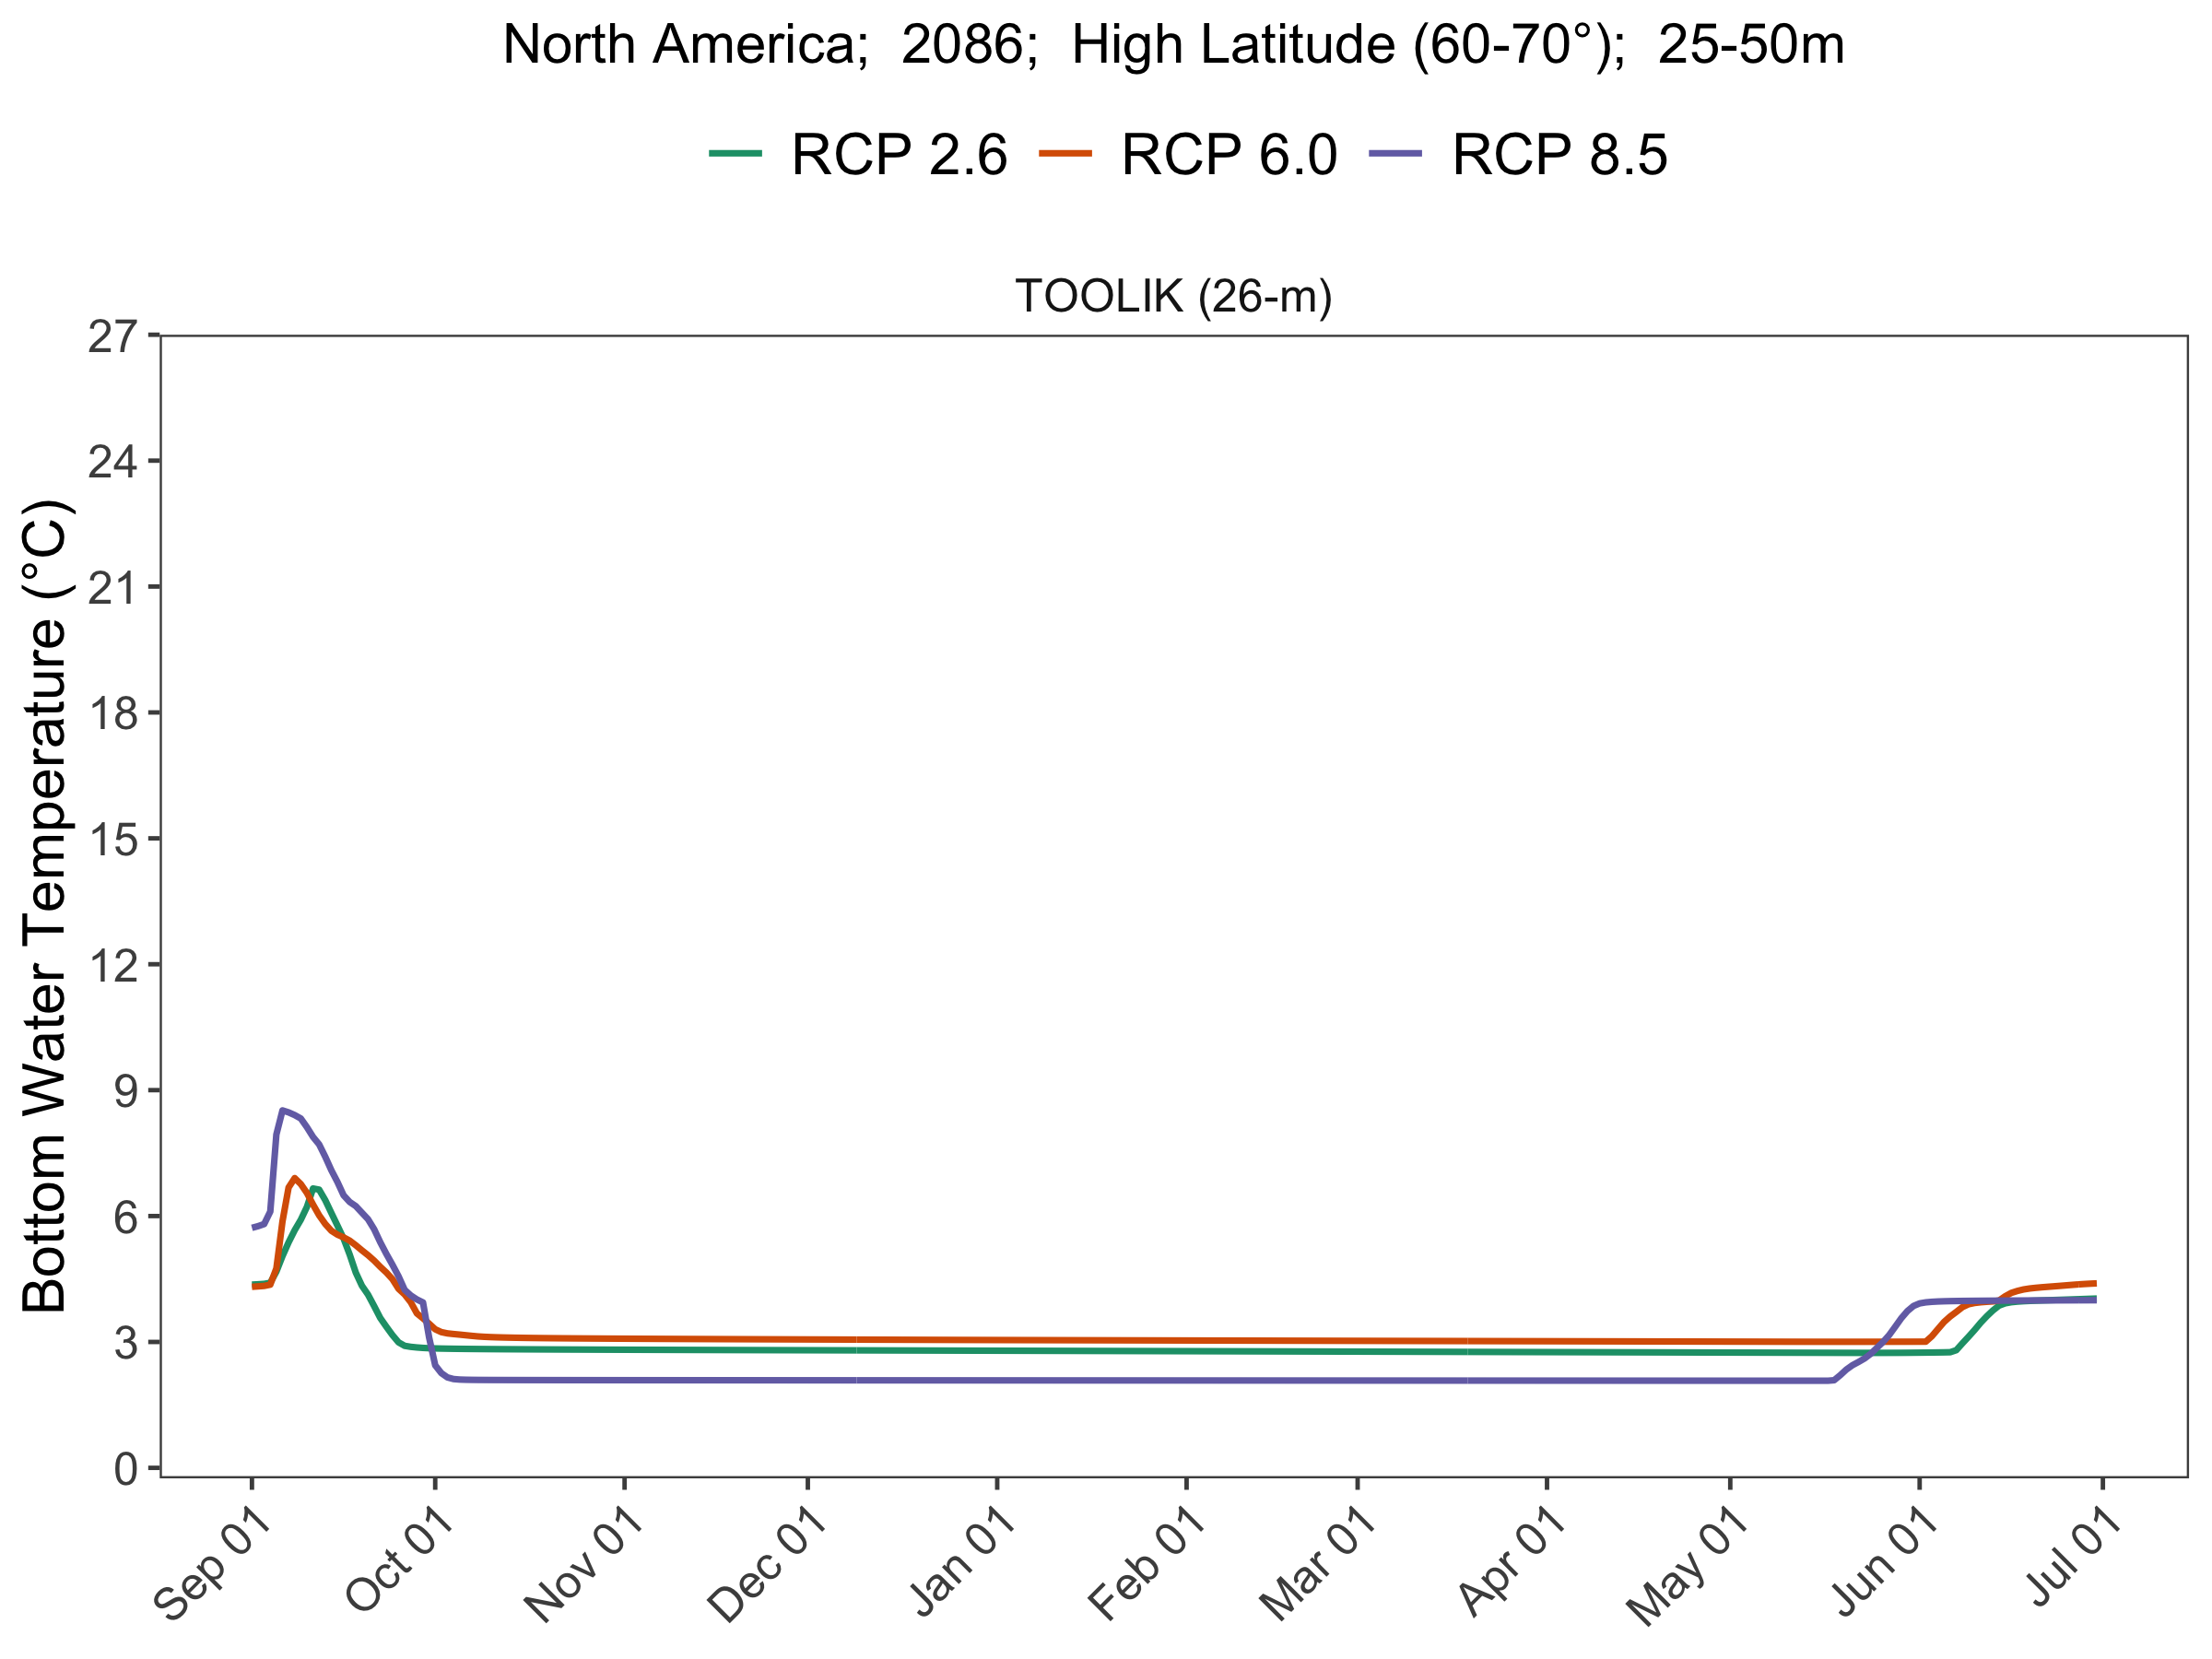 North America;  2086;  High Latitude (60-70°);  25-50m
RCP 2.6 RCP 6.0 RCP 8.5
TOOLIK (26-m)
Bottom Water Temperature (°C)
27
24
21
18
15
12
9
6
3
0
Sep 01 Oct 01 Nov 01 Dec 01 Jan 01 Feb 01 Mar 01 Apr 01 May 01 Jun 01 Jul 01